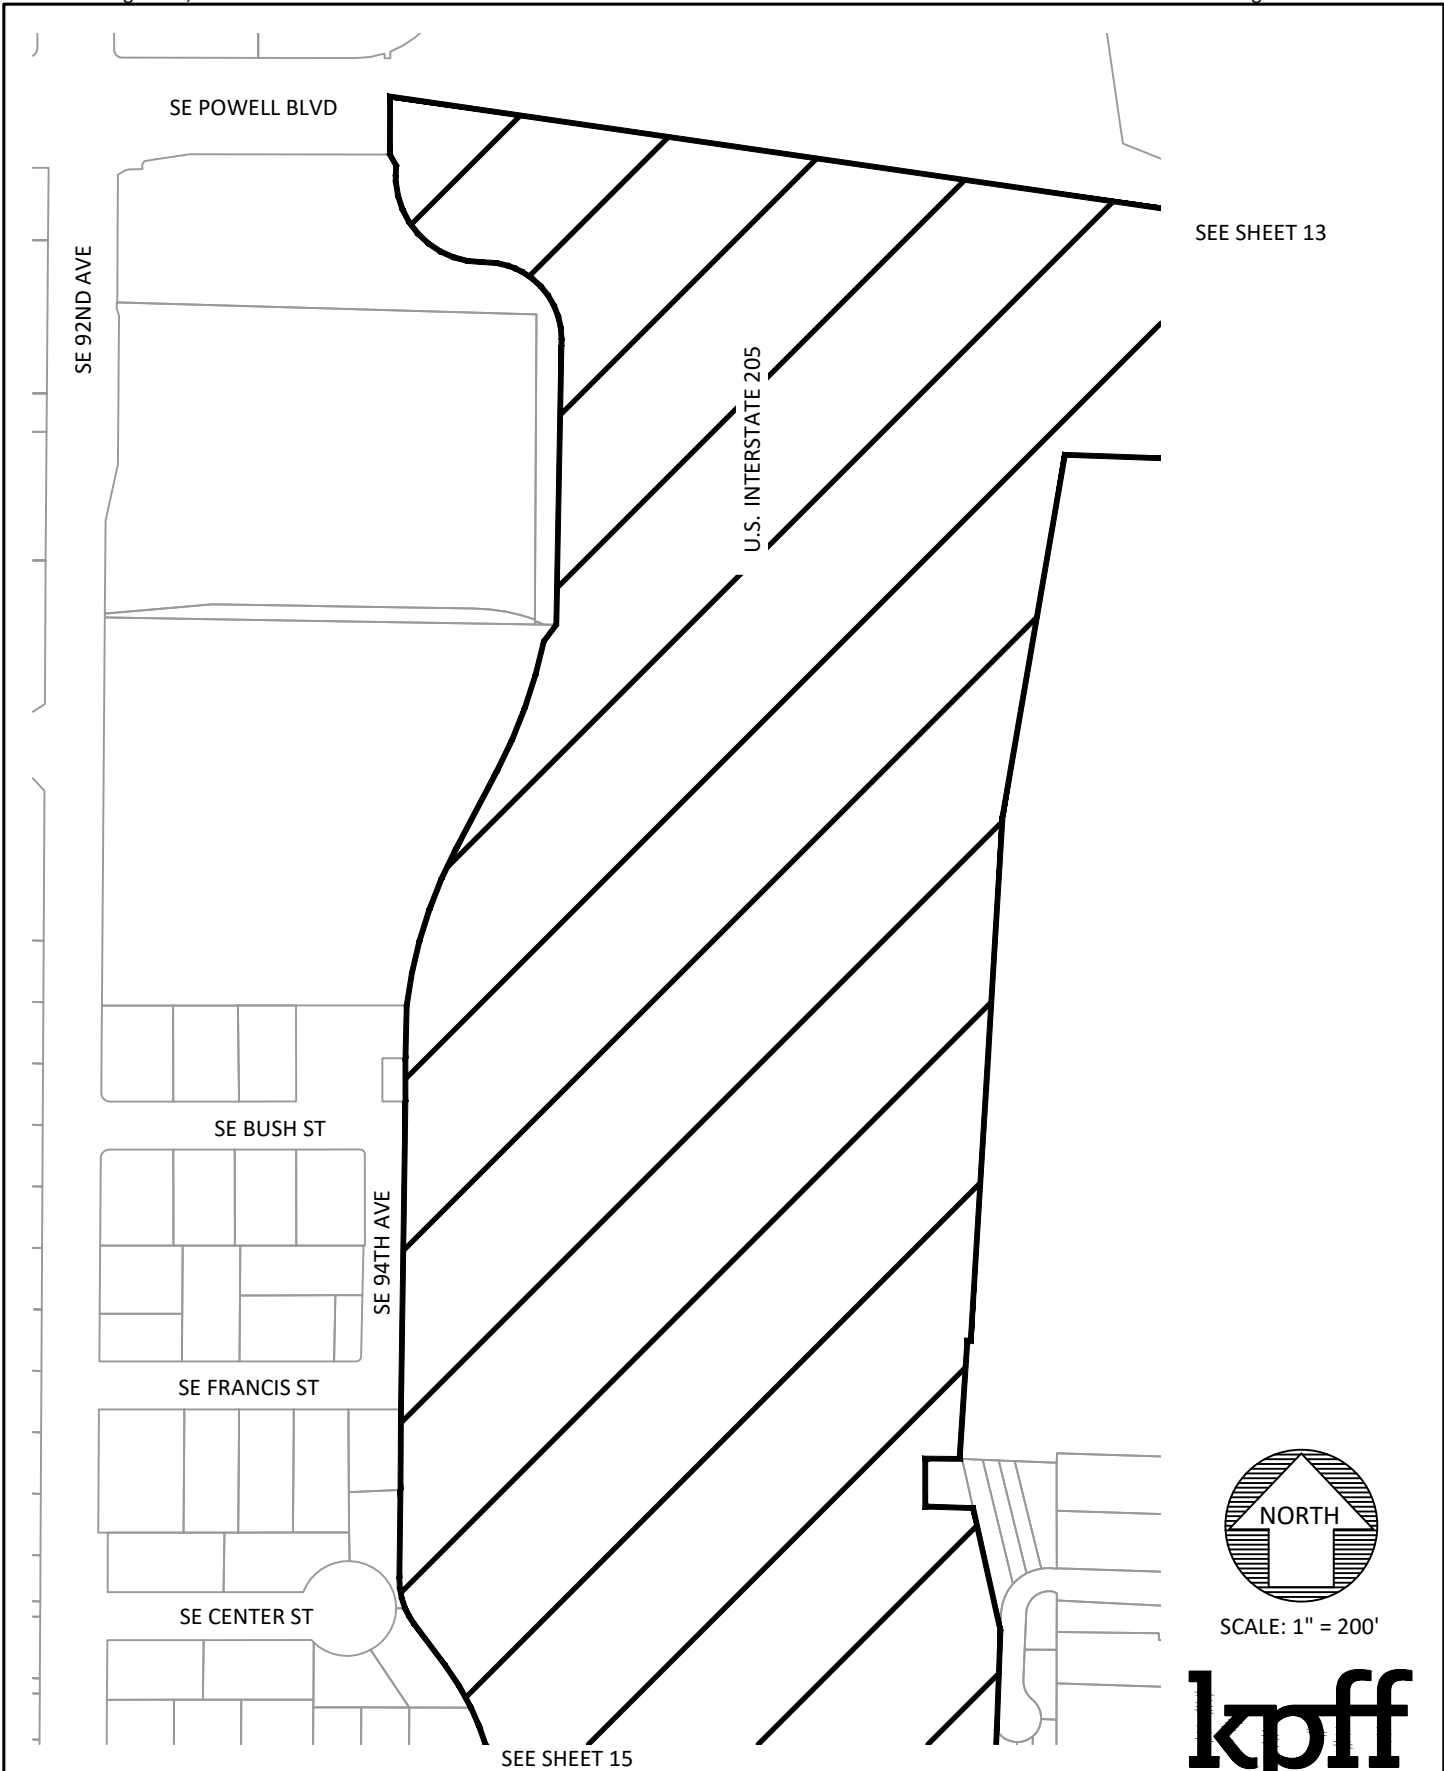 SE POWELL BLVD
SEE SHEET 13
SE 92ND AVE
U.S. INTERSTATE 205
SE BUSH ST
SE 94TH AVE
SE FRANCIS ST
NORTH
SE CENTER ST
SCALE: 1" = 200'
kpff
SEE SHEET 15